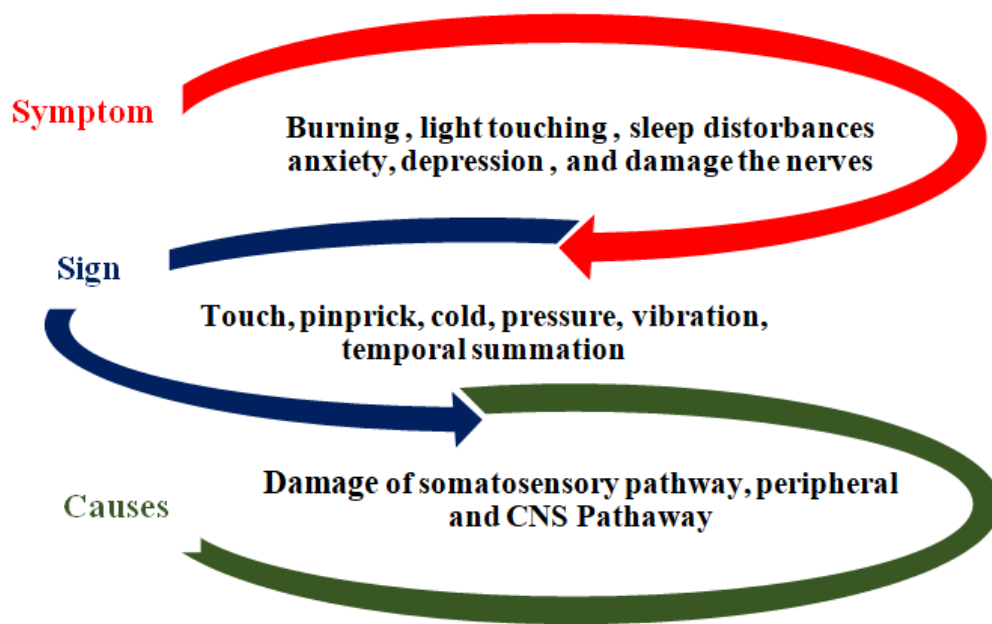 Symptom
Burning , light touching , sleep distorbances
anxiety, depression , and damage the nerves
Sign
Touch, pinprick, cold, pressure, vibration,
temporal summation
Causes
Damage of somatosensory pathway, peripheral
and CNS Pathaway